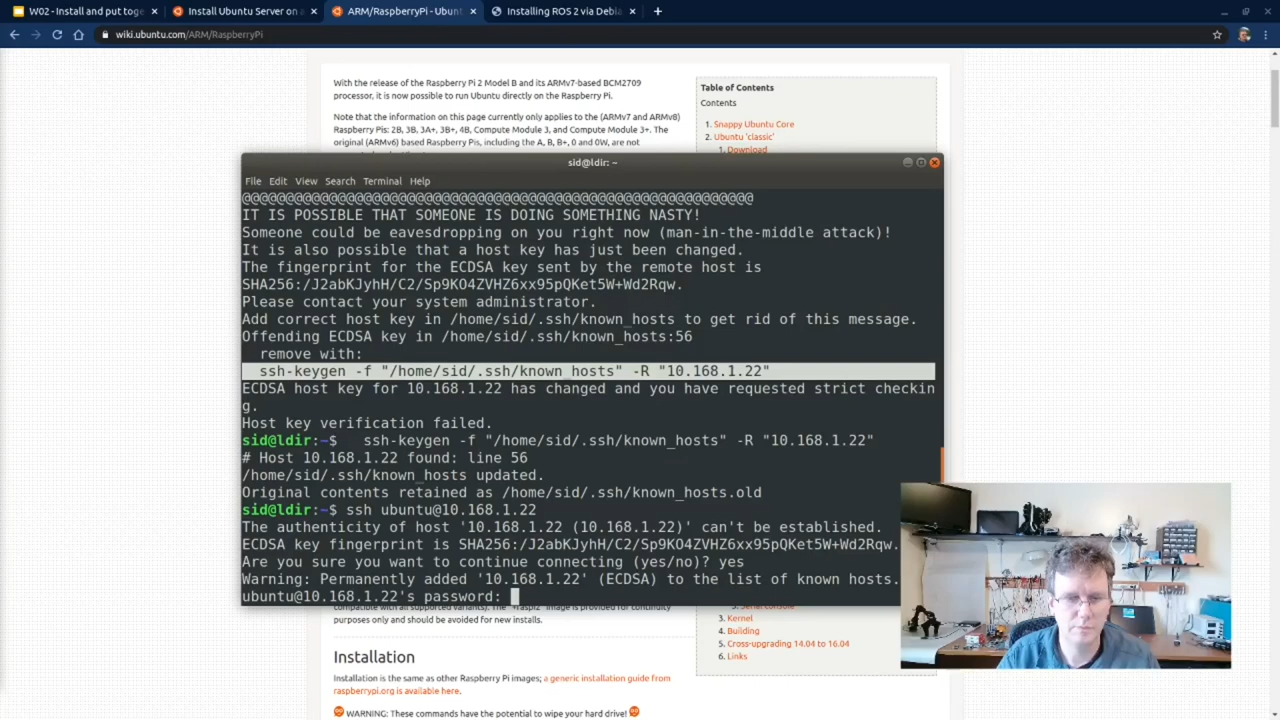 W02 - Install and put toge
Install Ubuntu Server on a
ARM/RaspberryPi - Ubunt
Installing ROS 2 via Debia
wiki.ubuntu.com/ARM/RaspberryPi
With the release of the Raspberry Pi 2 Model B and its ARMv7-based BCM2709
processor, it is now possible to run Ubuntu directly on the Raspberry Pi.
Note that the information on this page currently only applies to the (ARMv7 and ARMv8)
Raspberry Pis: 2B, 3B, 3A+, 3B+, 4B, Compute Module 3, and Compute Module 3+. The
original (ARMv6) based Raspberry Pis, including the A, B, B+, 0 and 0W, are not
Table of Contents
Contents
1. Snappy Ubuntu Core
2. Ubuntu 'classic'
1. Download
sid@ldir: ~
File Edit View Search Terminal Help
@@@@@@@@@@@@@@@@@@@@@@@@@@@@@@@@@@@@@@@@@@@@@@@@@@@@@@@@@@@
IT IS POSSIBLE THAT SOMEONE IS DOING SOMETHING NASTY!
Someone could be eavesdropping on you right now (man-in-the-middle attack)!
It is also possible that a host key has just been changed.
The fingerprint for the ECDSA key sent by the remote host is
SHA256:/J2abKJyhH/C2/Sp9KO4ZVHZ6xx95pQKet5W+Wd2Rqw.
Please contact your system administrator.
Add correct host key in /home/sid/.ssh/known_hosts to get rid of this message.
Offending ECDSA key in /home/sid/.ssh/known_hosts:56
remove with:
ssh-keygen -f "/home/sid/.ssh/known_hosts" -R "10.168.1.22"
ECDSA host key for 10.168.1.22 has changed and you have requested strict checkin
g.
Host key verification failed.
sid@ldir:~$   ssh-keygen -f "/home/sid/.ssh/known_hosts" -R "10.168.1.22"
# Host 10.168.1.22 found: line 56
/home/sid/.ssh/known_hosts updated.
Original contents retained as /home/sid/.ssh/known_hosts.old
sid@ldir:~$ ssh ubuntu@10.168.1.22
The authenticity of host '10.168.1.22 (10.168.1.22)' can't be established.
ECDSA key fingerprint is SHA256:/J2abKJyhH/C2/Sp9KO4ZVHZ6xx95pQKet5W+Wd2Rqw.
Are you sure you want to continue connecting (yes/no)? yes
Warning: Permanently added '10.168.1.22' (ECDSA) to the list of known hosts.
ubuntu@10.168.1.22's password:
purposes only and should be avoided for new installs.
3. Kernel
4. Building
5. Cross-upgrading 14.04 to 16.04
6. Links
Installation
Installation is the same as other Raspberry Pi images; a generic installation guide from
raspberrypi.org is available here.
WARNING: These commands have the potential to wipe your hard drive!